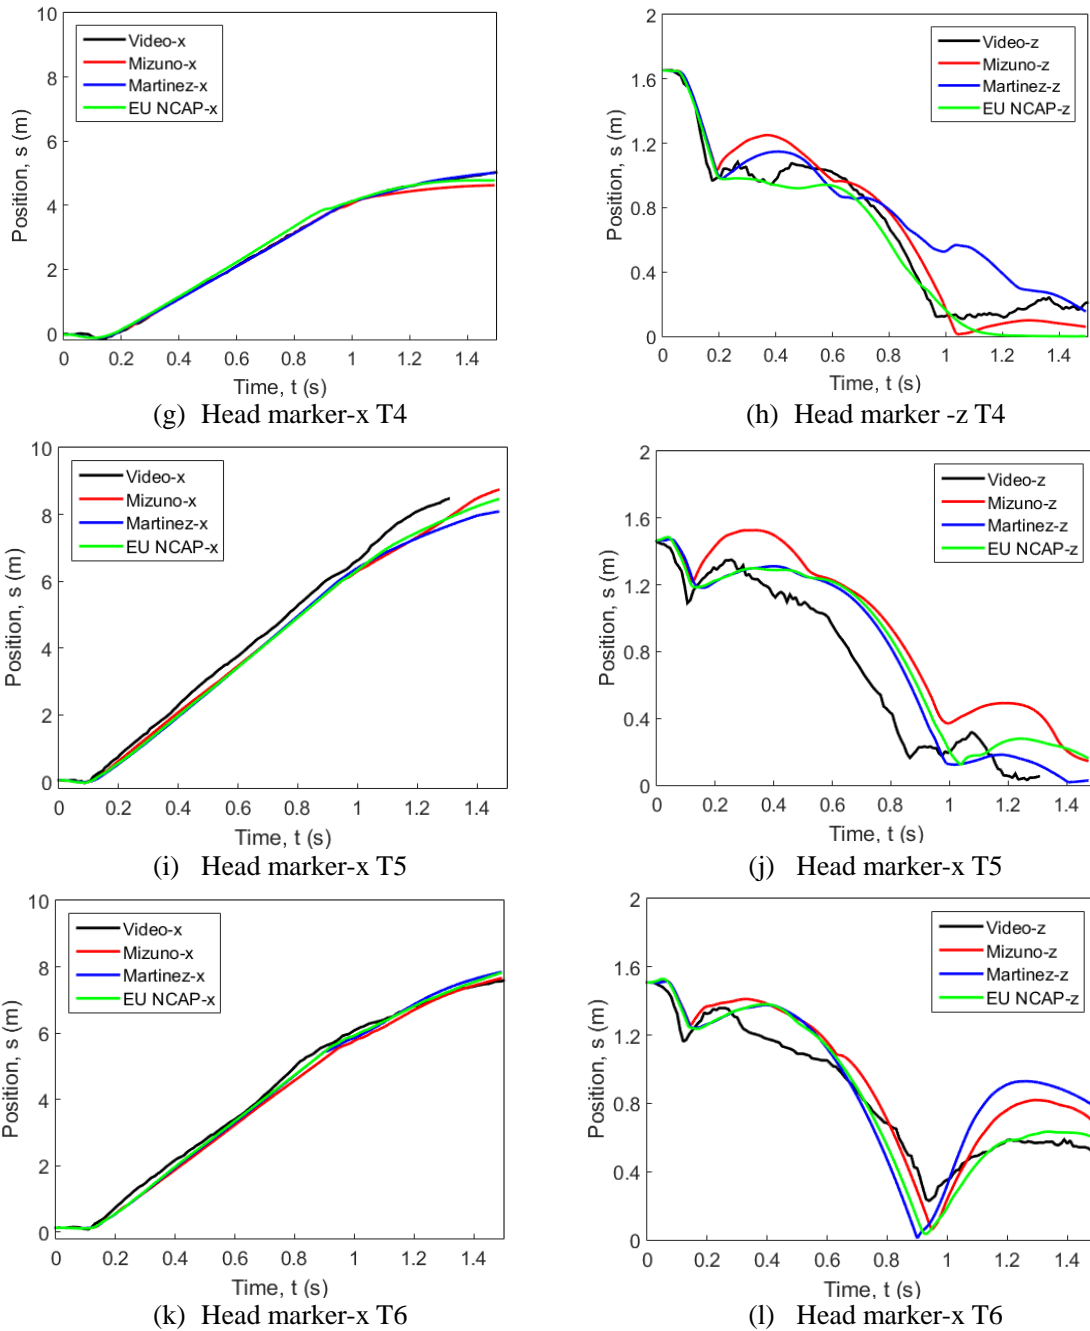 10
8
6
4
2
0
Position, s (m)
Video-x
Mizuno-x
Martinez-x
EU NCAP-x
0 0.2 0.4 0.6 0.8 1 1.2 1.4
Time, t (s)
(g) Head marker-x T4
2
1.6
1.2
0.8
0.4
0
Position, s (m)
Video-z
Mizuno-z
Martinez-z
EU NCAP-z
0 0.2 0.4 0.6 0.8 1 1.2 1.4
Time, t (s)
(h) Head marker -z T4
10
8
6
4
2
0
Position, s (m)
Video-x
Mizuno-x
Martinez-x
EU NCAP-x
0 0.2 0.4 0.6 0.8 1 1.2 1.4
Time, t (s)
(i) Head marker-x T5
2
1.6
1.2
0.8
0.4
0
Position, s (m)
Video-z
Mizuno-z
Martinez-z
EU NCAP-z
0 0.2 0.4 0.6 0.8 1 1.2 1.4
Time, t (s)
(j) Head marker-x T5
10
8
6
4
2
0
Position, s (m)
Video-x
Mizuno-x
Martinez-x
EU NCAP-x
0 0.2 0.4 0.6 0.8 1 1.2 1.4
Time, t (s)
(k) Head marker-x T6
2
1.6
1.2
0.8
0.4
0
Position, s (m)
Video-z
Mizuno-z
Martinez-z
EU NCAP-z
0 0.2 0.4 0.6 0.8 1 1.2 1.4
Time, t (s)
(l) Head marker-x T6